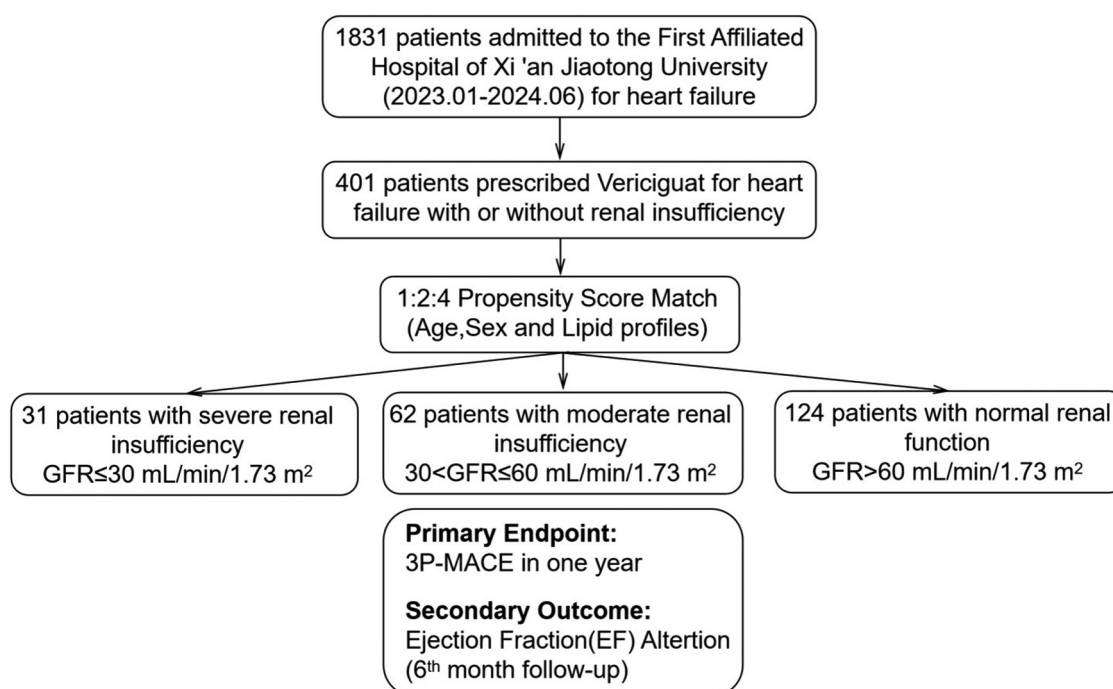 1831 patients admitted to the First Affiliated
Hospital of Xi 'an Jiaotong University
(2023.01-2024.06) for heart failure
401 patients prescribed Vericiguat for heart
failure with or without renal insufficiency
1:2:4 Propensity Score Match
(Age,Sex and Lipid profiles)
31 patients with severe renal
insufficiency
GFR≤30 mL/min/1.73 m²
62 patients with moderate renal
insufficiency
30<GFR≤60 mL/min/1.73 m²
124 patients with normal renal
function
GFR>60 mL/min/1.73 m²
Primary Endpoint:
3P-MACE in one year
Secondary Outcome:
Ejection Fraction(EF) Altertion
(6th month follow-up)